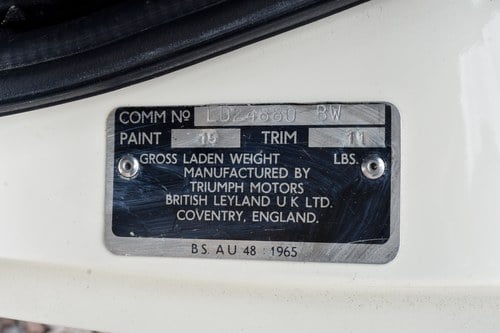 COMM Nº LD24880 BW
PAINT 19 TRIM 11
GROSS LADEN WEIGHT LBS.
MANUFACTURED BY
TRIUMPH MOTORS
BRITISH LEYLAND U K LTD.
COVENTRY, ENGLAND.
BS. AU 48 : 1965